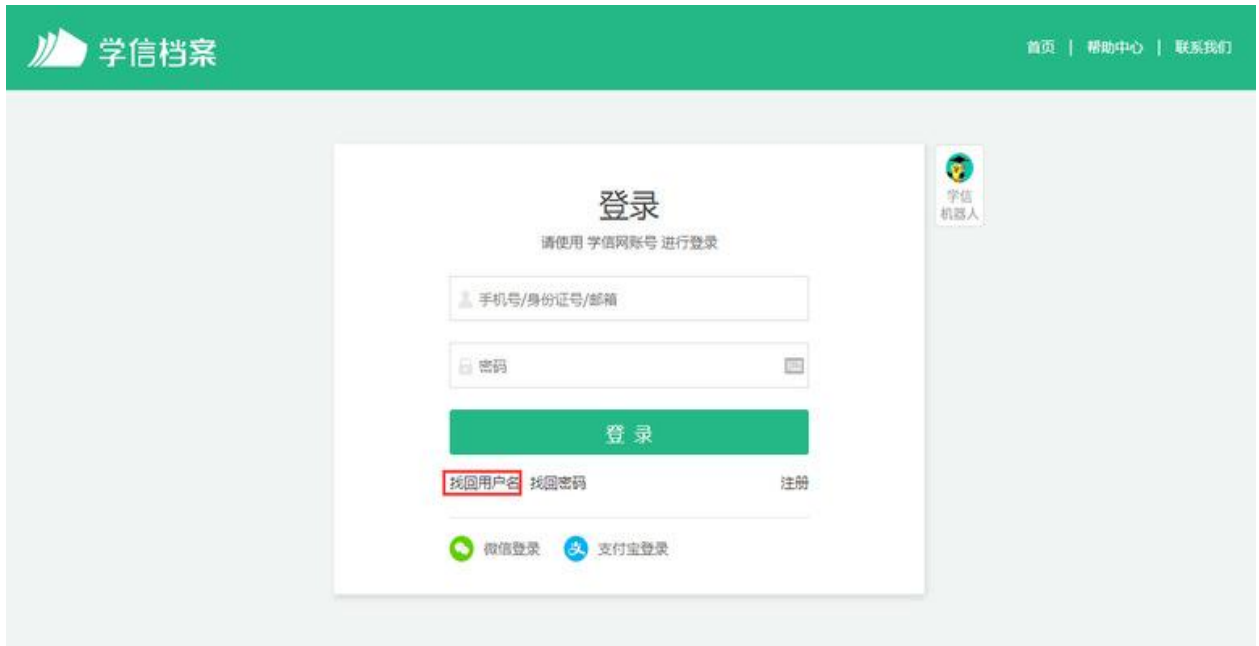 学信档案
首页 | 帮助中心 | 联系我们
登录
请使用 学信网账号 进行登录
学信
机器人
手机号/身份证号/邮箱
密码
登 录
找回用户名 找回密码 注册
微信登录 支付宝登录